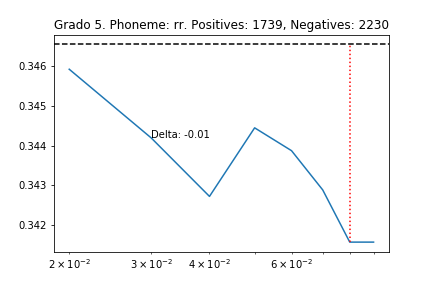 Grado 5. Phoneme: rr. Positives: 1739, Negatives: 2230
0.346
0.345
0.344
0.343
0.342
Delta: -0.01
2 × 10⁻² 3 × 10⁻² 4 × 10⁻² 6 × 10⁻²